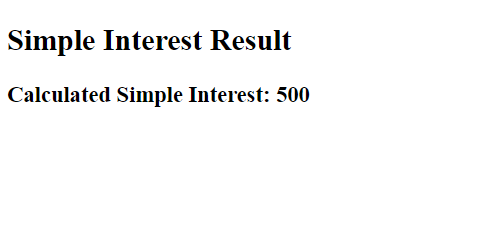 Simple Interest Result
Calculated Simple Interest: 500